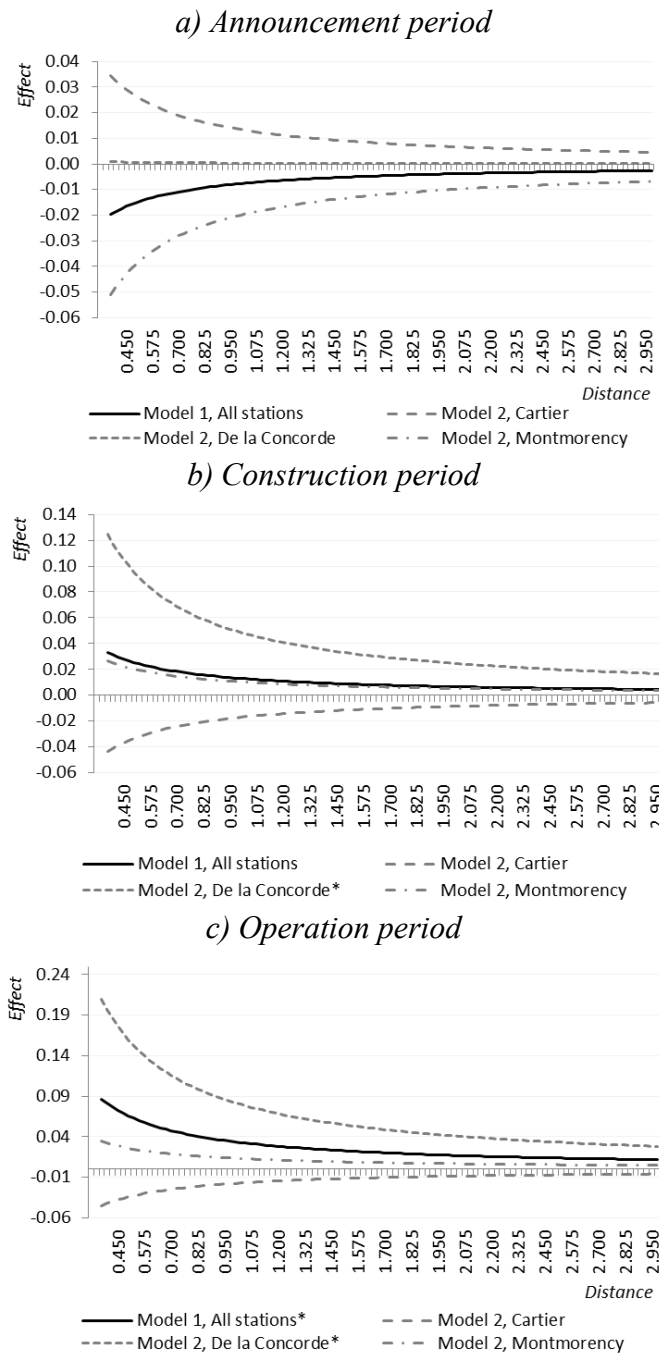 a) Announcement period
Effect
0.04
0.03
0.02
0.01
0.00
-0.01
-0.02
-0.03
-0.04
-0.05
-0.06
0.450 0.575 0.700 0.825 0.950 1.075 1.200 1.325 1.450 1.575 1.700 1.825 1.950 2.075 2.200 2.325 2.450 2.575 2.700 2.825 2.950
Distance
Model 1, All stations Model 2, Cartier
Model 2, De la Concorde Model 2, Montmorency
b) Construction period
Effect
0.14
0.12
0.10
0.08
0.06
0.04
0.02
0.00
-0.02
-0.04
-0.06
0.450 0.575 0.700 0.825 0.950 1.075 1.200 1.325 1.450 1.575 1.700 1.825 1.950 2.075 2.200 2.325 2.450 2.575 2.700 2.825 2.950
Model 1, All stations Model 2, Cartier
Model 2, De la Concorde* Model 2, Montmorency
c) Operation period
Effect
0.24
0.19
0.14
0.09
0.04
-0.01
-0.06
0.450 0.575 0.700 0.825 0.950 1.075 1.200 1.325 1.450 1.575 1.700 1.825 1.950 2.075 2.200 2.325 2.450 2.575 2.700 2.825 2.950
Distance
Model 1, All stations* Model 2, Cartier
Model 2, De la Concorde* Model 2, Montmorency